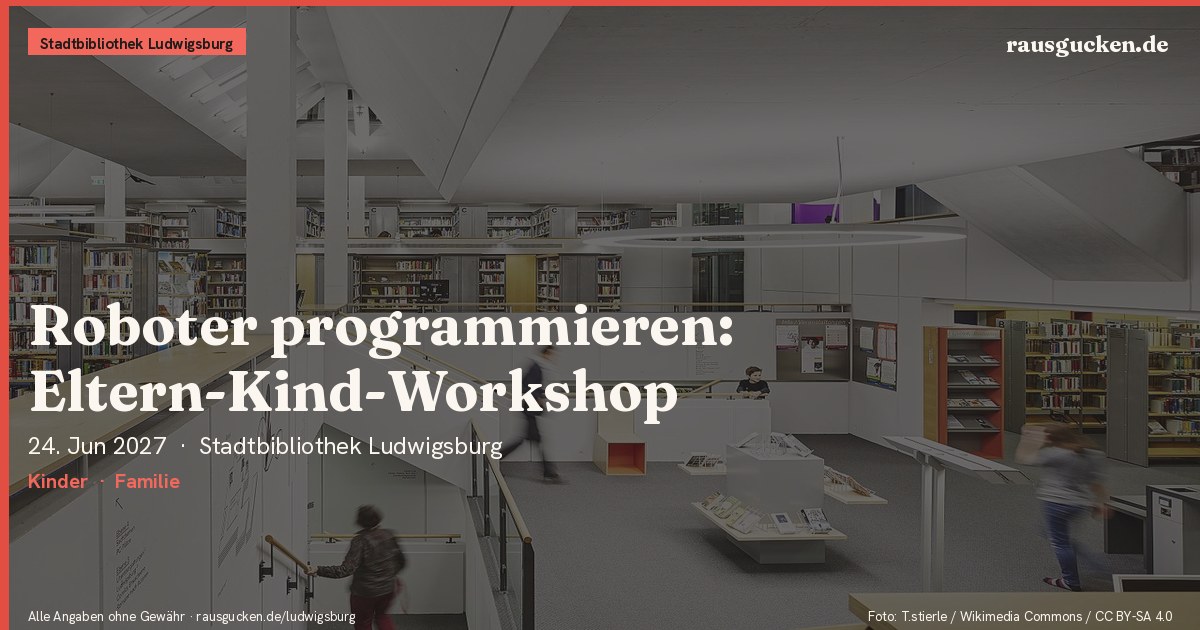 Stadtbibliothek Ludwigsburg
rausgucken.de
Roboter programmieren:
Eltern-Kind-Workshop
24. Jun 2027 · Stadtbibliothek Ludwigsburg
Kinder · Familie
Alle Angaben ohne Gewähr · rausgucken.de/ludwigsburg
Foto: T.stierle / Wikimedia Commons / CC BY-SA 4.0